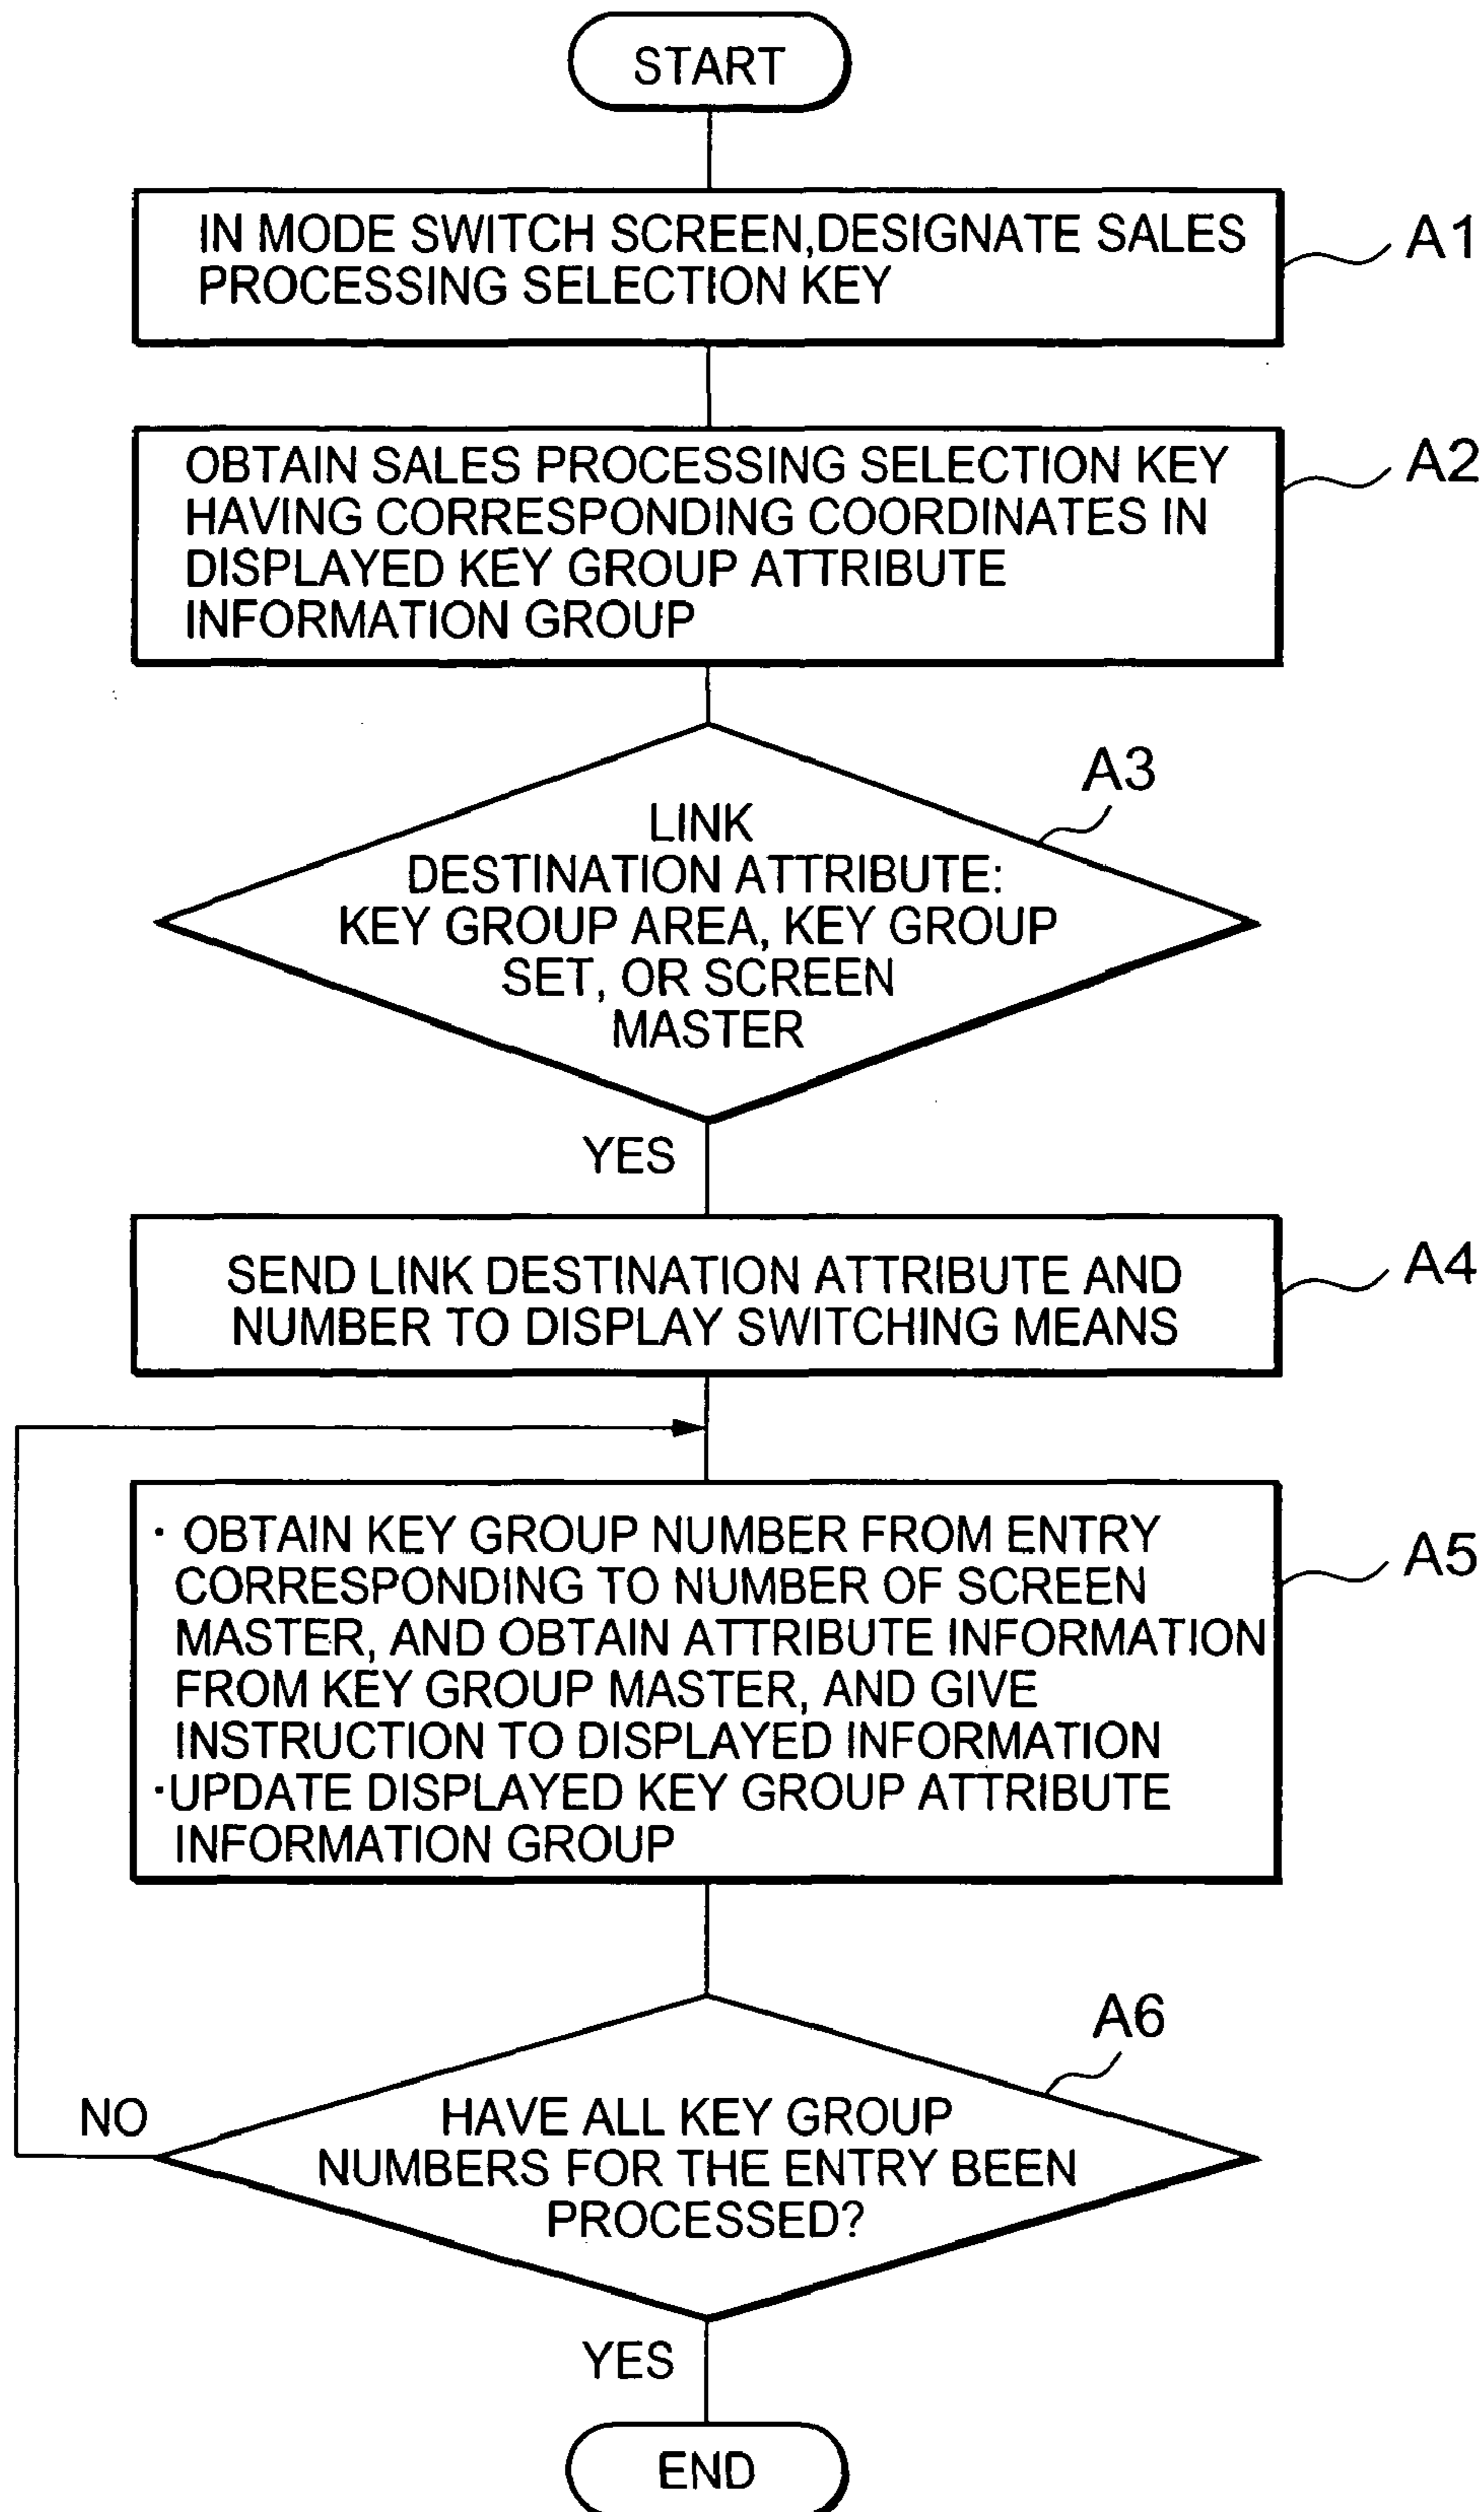 START
IN MODE SWITCH SCREEN,DESIGNATE SALES
PROCESSING SELECTION KEY
A1
OBTAIN SALES PROCESSING SELECTION KEY
HAVING CORRESPONDING COORDINATES IN
DISPLAYED KEY GROUP ATTRIBUTE
INFORMATION GROUP
A2
A3
LINK
DESTINATION ATTRIBUTE:
KEY GROUP AREA, KEY GROUP
SET, OR SCREEN
MASTER
YES
SEND LINK DESTINATION ATTRIBUTE AND
NUMBER TO DISPLAY SWITCHING MEANS
A4
· OBTAIN KEY GROUP NUMBER FROM ENTRY
CORRESPONDING TO NUMBER OF SCREEN
MASTER, AND OBTAIN ATTRIBUTE INFORMATION
FROM KEY GROUP MASTER, AND GIVE
INSTRUCTION TO DISPLAYED INFORMATION
·UPDATE DISPLAYED KEY GROUP ATTRIBUTE
INFORMATION GROUP
A5
A6
NO
HAVE ALL KEY GROUP
NUMBERS FOR THE ENTRY BEEN
PROCESSED?
YES
END